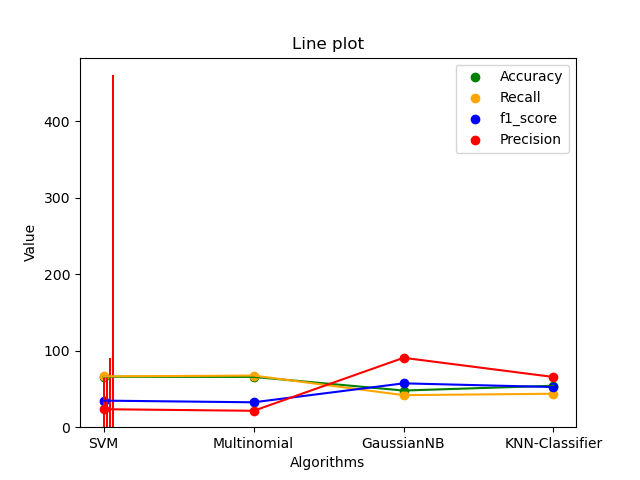 Line plot
Accuracy
Recall
f1_score
Precision
Value
400
300
200
100
0
SVM
Multinomial
GaussianNB
KNN-Classifier
Algorithms